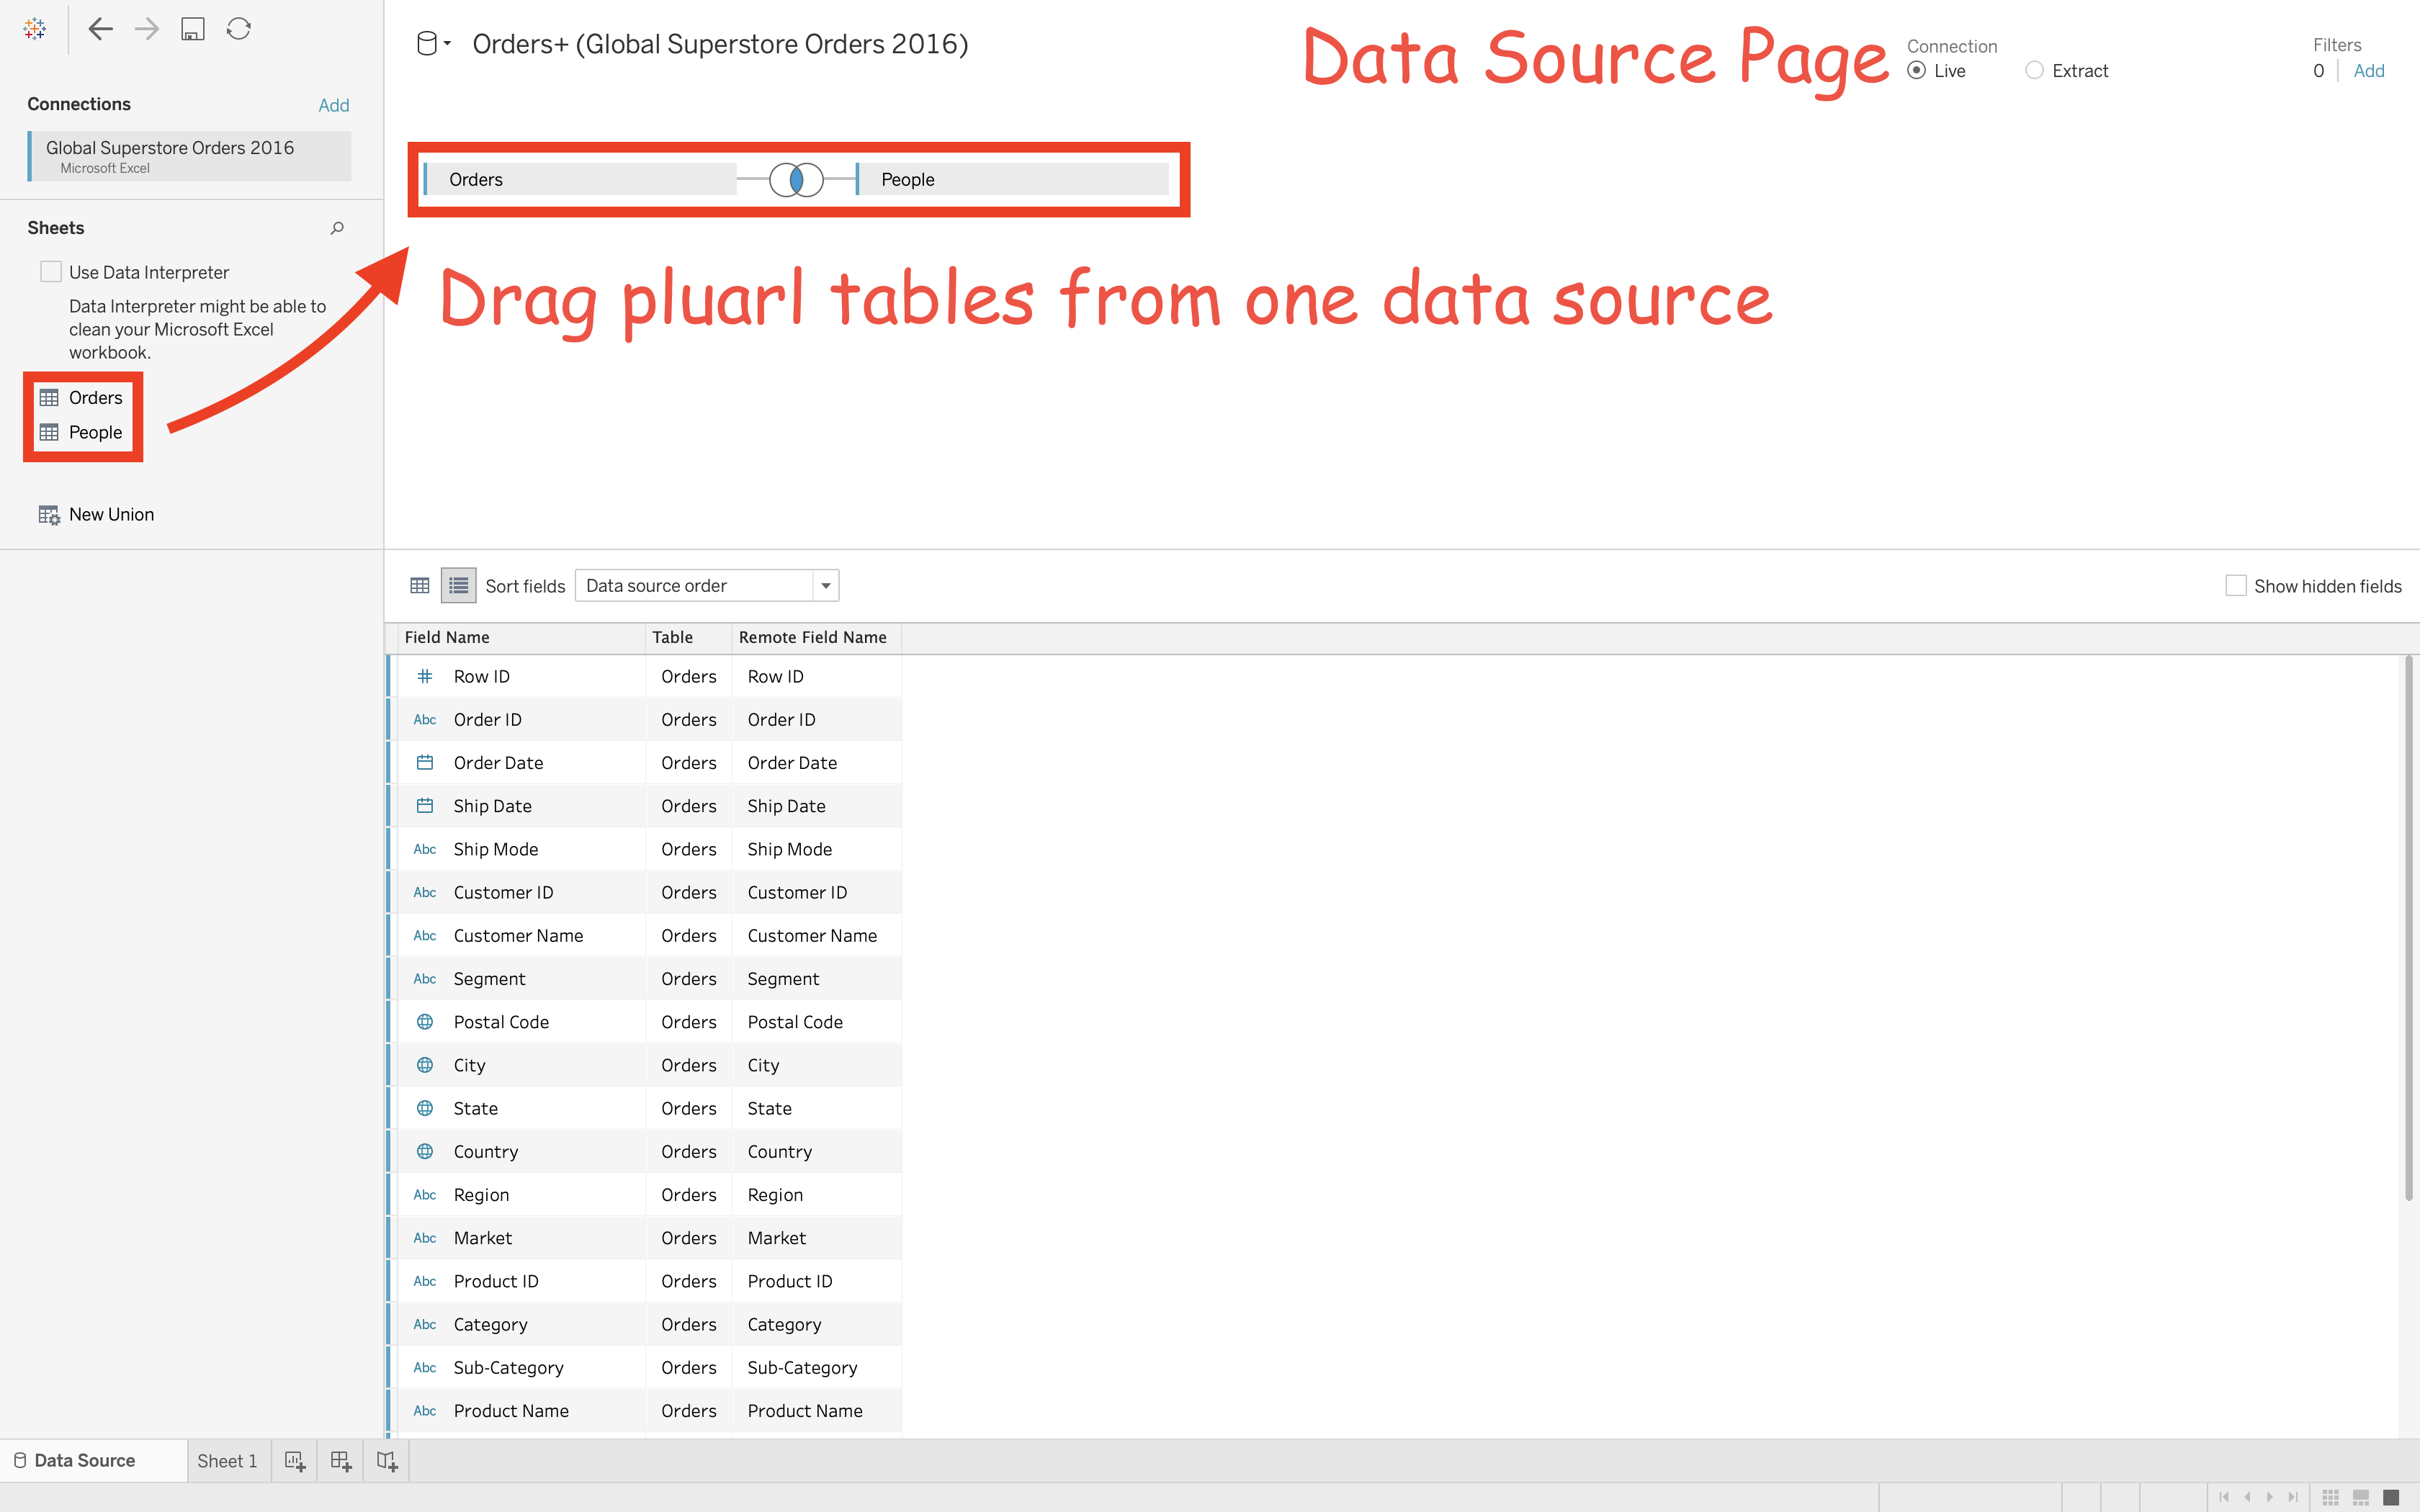 Orders+ (Global Superstore Orders 2016)
Data Source Page
Connection
Live
Extract
Filters
0
Add
Connections
Add
Global Superstore Orders 2016
Microsoft Excel
Orders
People
Sheets
Use Data Interpreter
Data Interpreter might be able to
clean your Microsoft Excel
workbook.
Drag pluarl tables from one data source
Orders
People
New Union
Sort fields
Data source order
Show hidden fields
Field Name Table Remote Field Name
Row ID Orders Row ID
Abc Order ID Orders Order ID
Order Date Orders Order Date
Ship Date Orders Ship Date
Abc Ship Mode Orders Ship Mode
Abc Customer ID Orders Customer ID
Abc Customer Name Orders Customer Name
Abc Segment Orders Segment
Postal Code Orders Postal Code
City Orders City
State Orders State
Country Orders Country
Abc Region Orders Region
Abc Market Orders Market
Abc Product ID Orders Product ID
Abc Category Orders Category
Abc Sub-Category Orders Sub-Category
Abc Product Name Orders Product Name
Data Source
Sheet 1